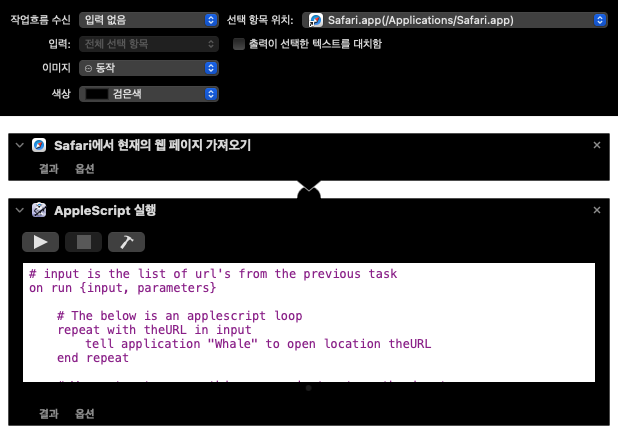 작업흐름 수신 입력 없음 선택 항목 위치: Safari.app(/Applications/Safari.app)
입력: 전체 선택 항목 출력이 선택한 텍스트를 대치함
이미지 동작
색상 검은색
Safari에서 현재의 웹 페이지 가져오기
결과 옵션
AppleScript 실행
# input is the list of url's from the previous task
on run {input, parameters}
# The below is an applescript loop
repeat with theURL in input
tell application "Whale" to open location theURL
end repeat
결과 옵션